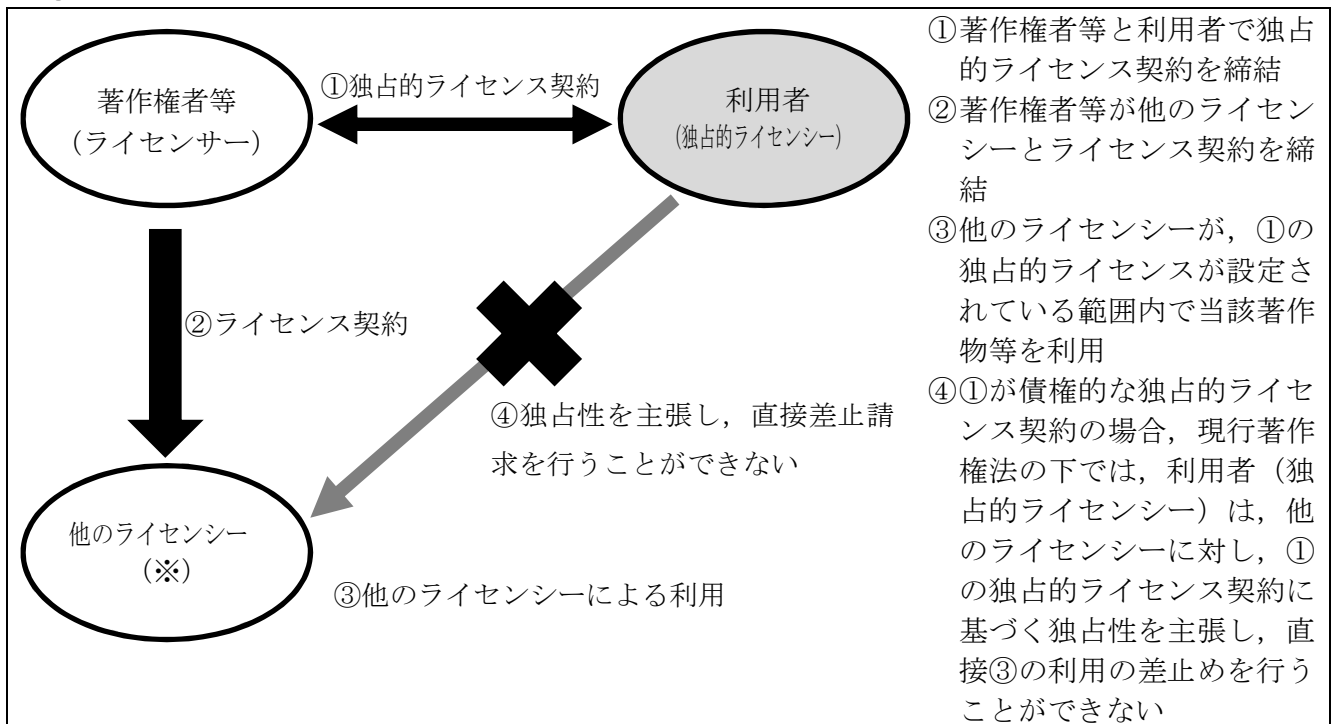 著作権者等
（ライセンサー）
①独占的ライセンス契約
利用者
（独占的ライセンシー）
②ライセンス契約
④独占性を主張し，直接差止請
求を行うことができない
他のライセンシー
（※）
③他のライセンシーによる利用
①著作権者等と利用者で独占
的ライセンス契約を締結
②著作権者等が他のライセン
シーとライセンス契約を締
結
③他のライセンシーが，①の
独占的ライセンスが設定さ
れている範囲内で当該著作
物等を利用
④①が債権的な独占的ライセ
ンス契約の場合，現行著作
権法の下では，利用者（独
占的ライセンシー）は，他
のライセンシーに対し，①
の独占的ライセンス契約に
基づく独占性を主張し，直
接③の利用の差止めを行う
ことができない